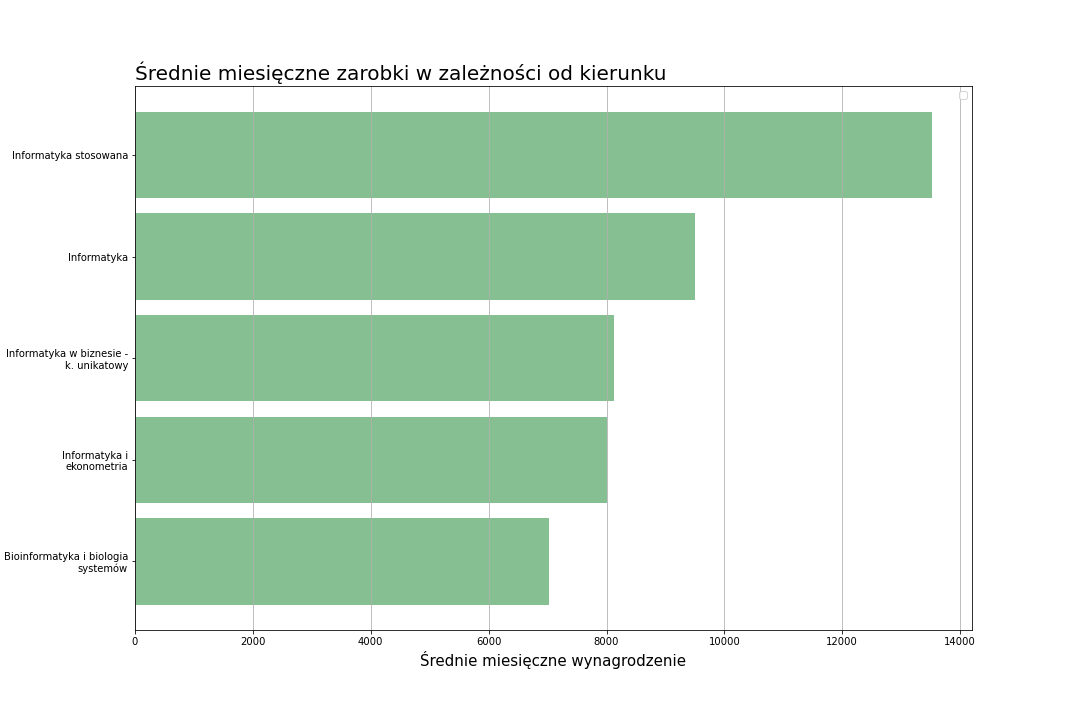 Średnie miesięczne zarobki w zależności od kierunku
Informatyka stosowana
Informatyka
Informatyka w biznesie -
k. unikatowy
Informatyka i
ekonometria
Bioinformatyka i biologia
systemów
0 2000 4000 6000 8000 10000 12000 14000
Średnie miesięczne wynagrodzenie